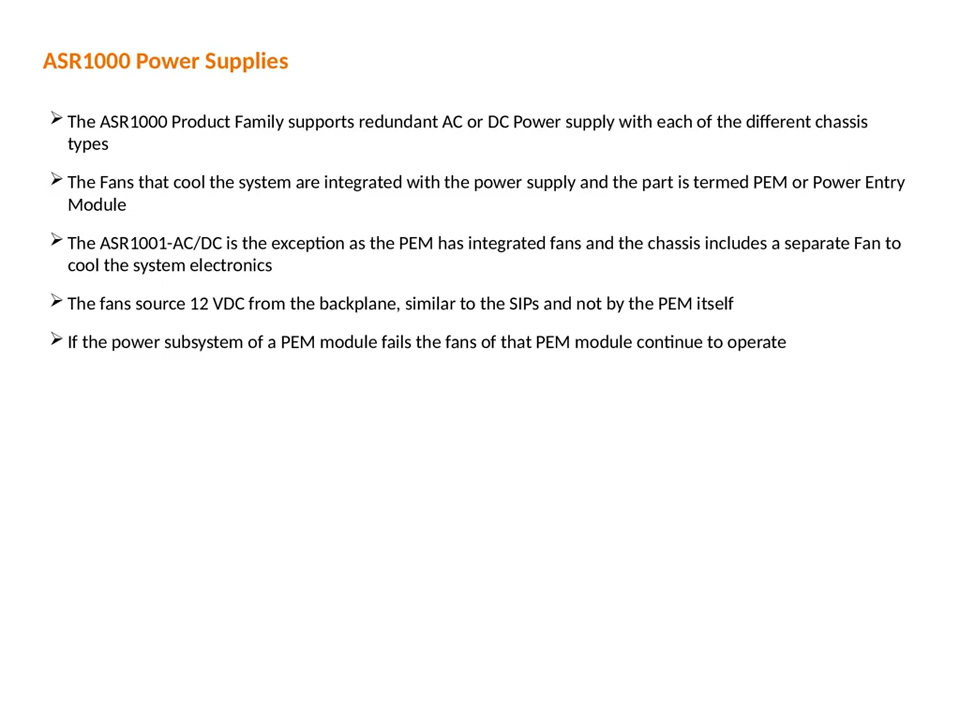 ASR1000 Power Supplies
The ASR1000 Product Family supports redundant AC or DC Power supply with each of the different chassis
types
The Fans that cool the system are integrated with the power supply and the part is termed PEM or Power Entry
Module
The ASR1001-AC/DC is the exception as the PEM has integrated fans and the chassis includes a separate Fan to
cool the system electronics
The fans source 12 VDC from the backplane, similar to the SIPs and not by the PEM itself
If the power subsystem of a PEM module fails the fans of that PEM module continue to operate